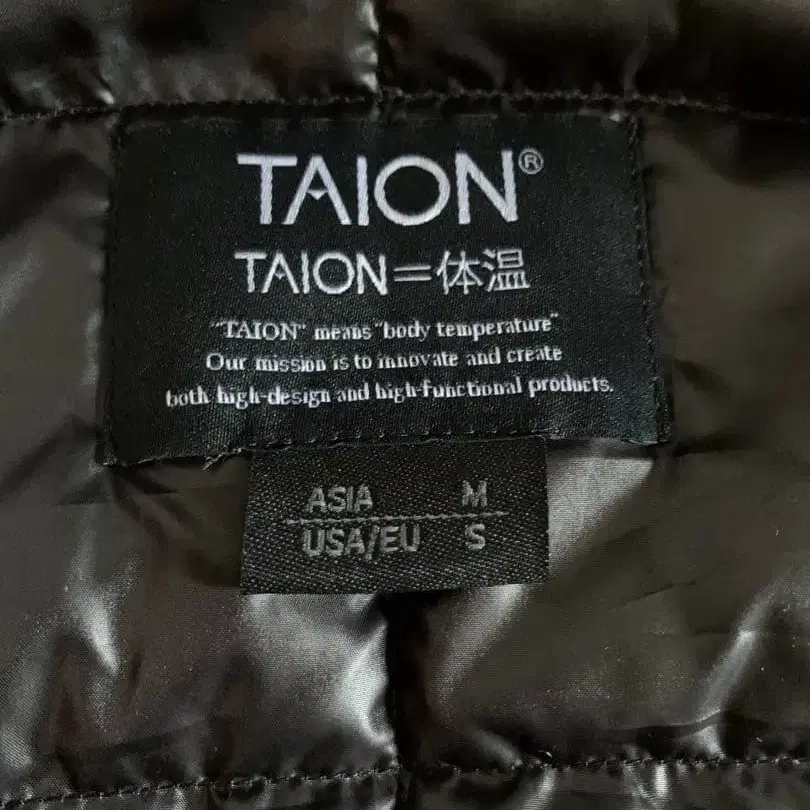 TAION®
TAION=体温
"TAION" means "body temperature"
Our mission is to innovate and create
both high-design and high-functional products.
ASIA M
USA/EU S